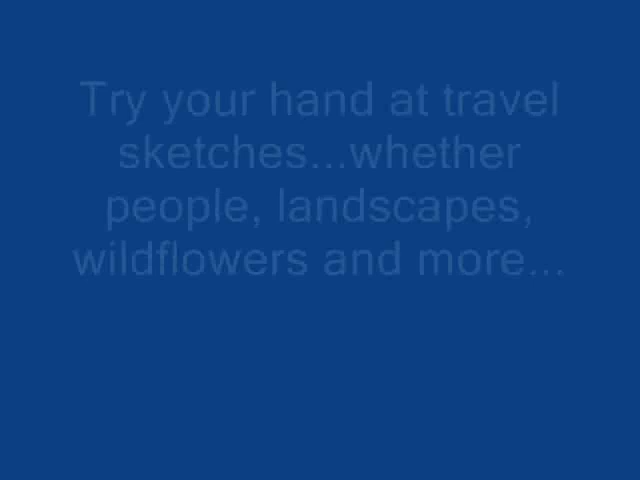 Try your hand at travel
sketches...whether
people, landscapes,
wildflowers and more...